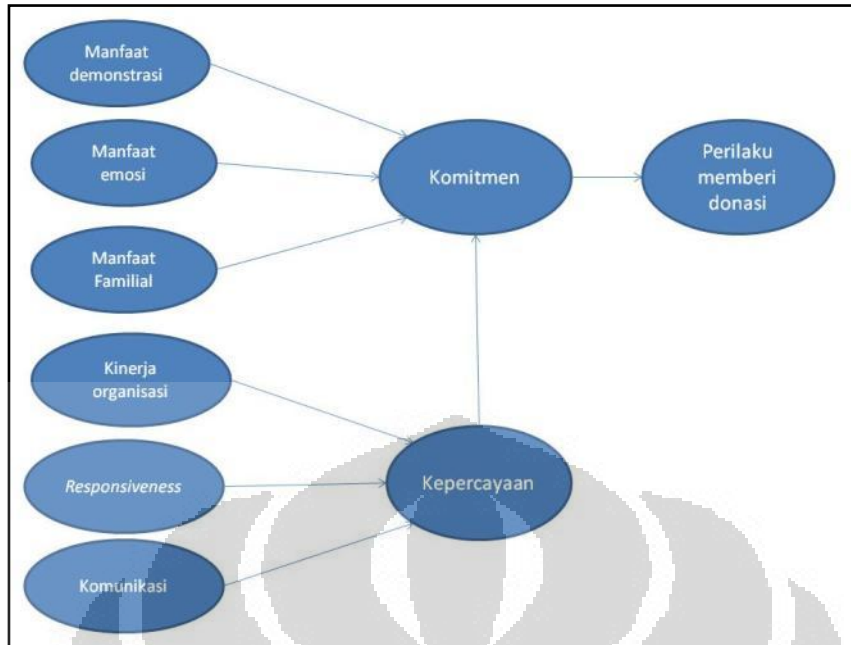 Manfaat
demonstrasi
Manfaat
emosi
Manfaat
Familial
Kinerja
organisasi
Responsiveness
Komunikasi
Komitmen
Kepercayaan
Perilaku
memberi
donasi